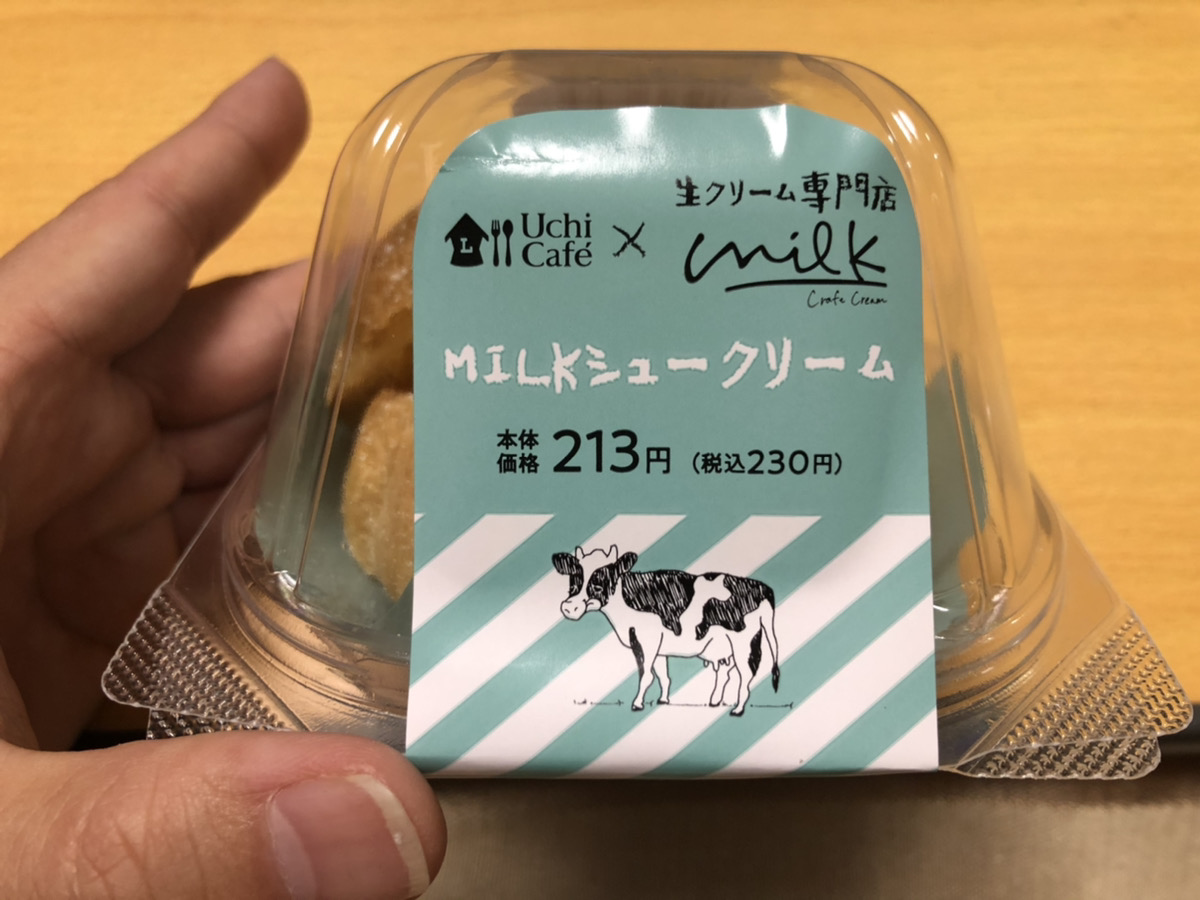 Uchi Café
×
生クリーム専門店
milk
Craft Cream
MILKシュークリーム
本体価格 213円 (税込230円)